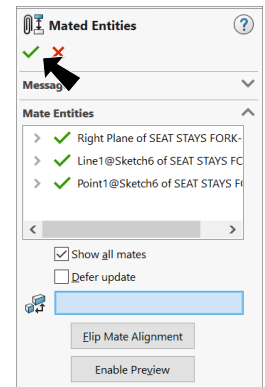 Mated Entities
?
Messag
Mate Entities
Right Plane of SEAT STAYS FORK-
Line1@Sketch6 of SEAT STAYS FC
Point1@Sketch6 of SEAT STAYS F
Show all mates
Defer update
Flip Mate Alignment
Enable Preview